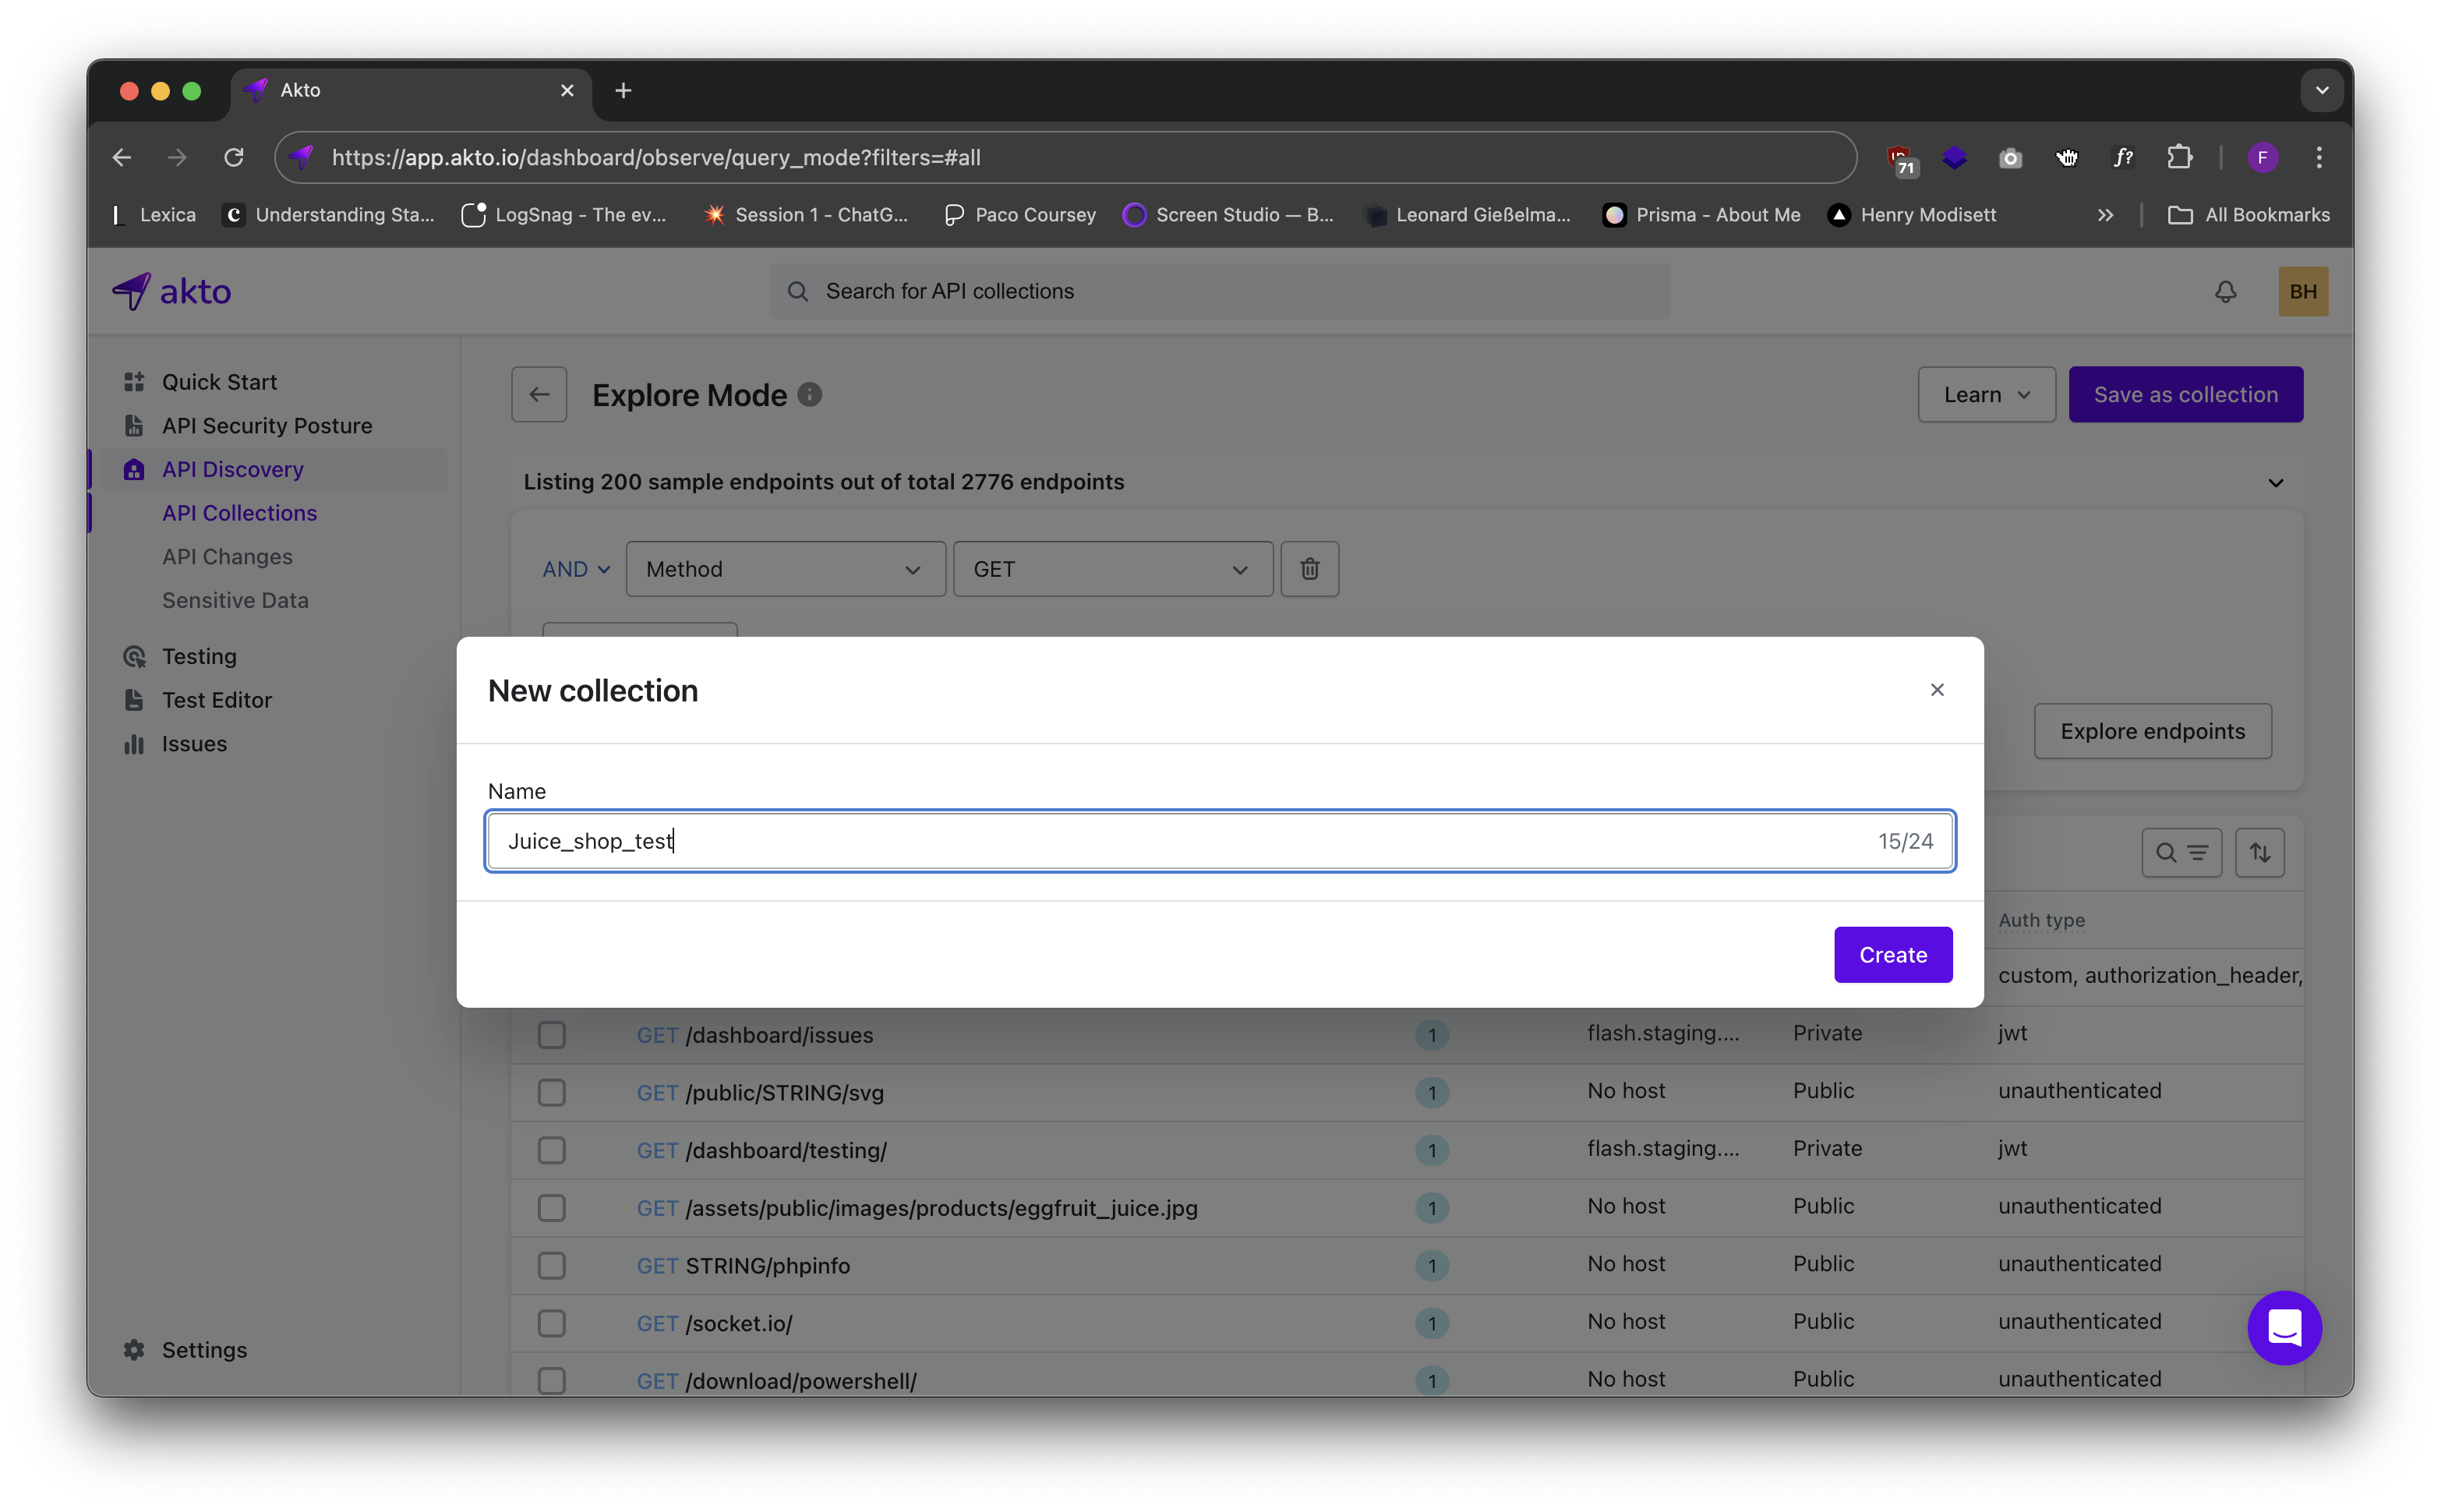 Akto
https://app.akto.io/dashboard/observe/query_mode?filters=#all
71
f?
F
Lexica
Understanding Sta...
LogSnag - The ev...
Session 1 - ChatG...
Paco Coursey
Screen Studio — B...
Leonard Gießelma...
Prisma - About Me
Henry Modisett
All Bookmarks
akto
Search for API collections
BH
Quick Start
API Security Posture
API Discovery
API Collections
API Changes
Sensitive Data
Testing
Test Editor
Issues
Settings
Explore Mode
Learn
Save as collection
Listing 200 sample endpoints out of total 2776 endpoints
AND Method GET
Explore endpoints
New collection
Name
Juice_shop_test 15/24
Create
Auth type
custom, authorization_header,
GET /dashboard/issues 1 flash.staging.... Private jwt
GET /public/STRING/svg 1 No host Public unauthenticated
GET /dashboard/testing/ 1 flash.staging.... Private jwt
GET /assets/public/images/products/eggfruit_juice.jpg 1 No host Public unauthenticated
GET STRING/phpinfo 1 No host Public unauthenticated
GET /socket.io/ 1 No host Public unauthenticated
GET /download/powershell/ 1 No host Public unauthenticated